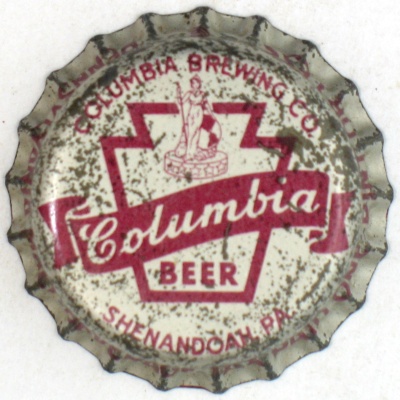 COLUMBIA BREWING CO.
Columbia
BEER
SHENANDOAH, PA.